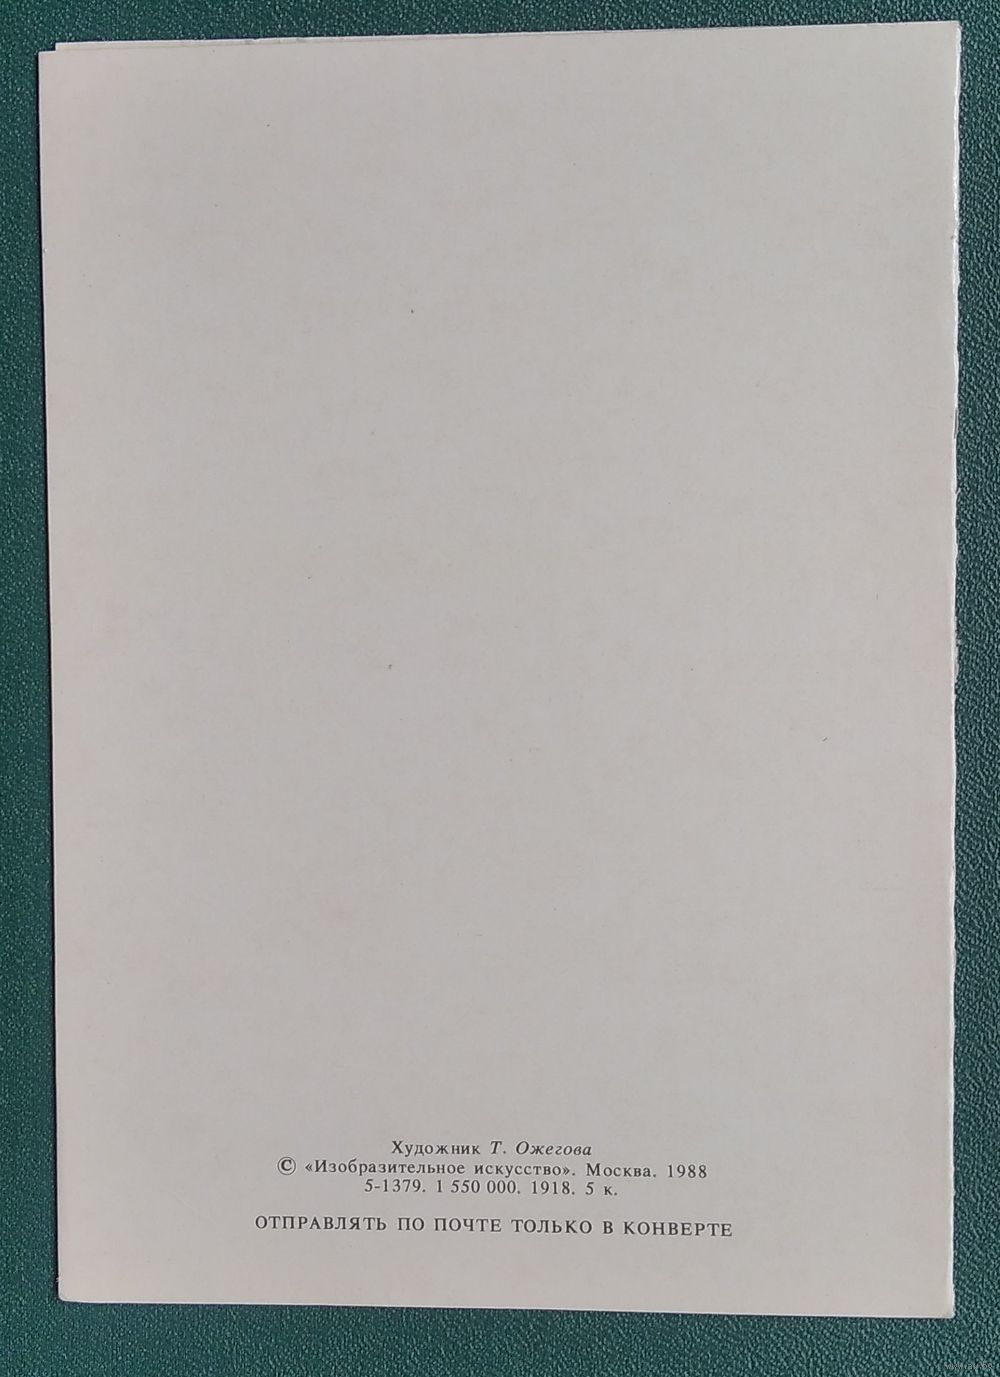 Художник Т. Ожегова
© «Изобразительное искусство». Москва. 1988
5-1379. 1 550 000. 1918. 5 к.
ОТПРАВЛЯТЬ ПО ПОЧТЕ ТОЛЬКО В КОНВЕРТЕ